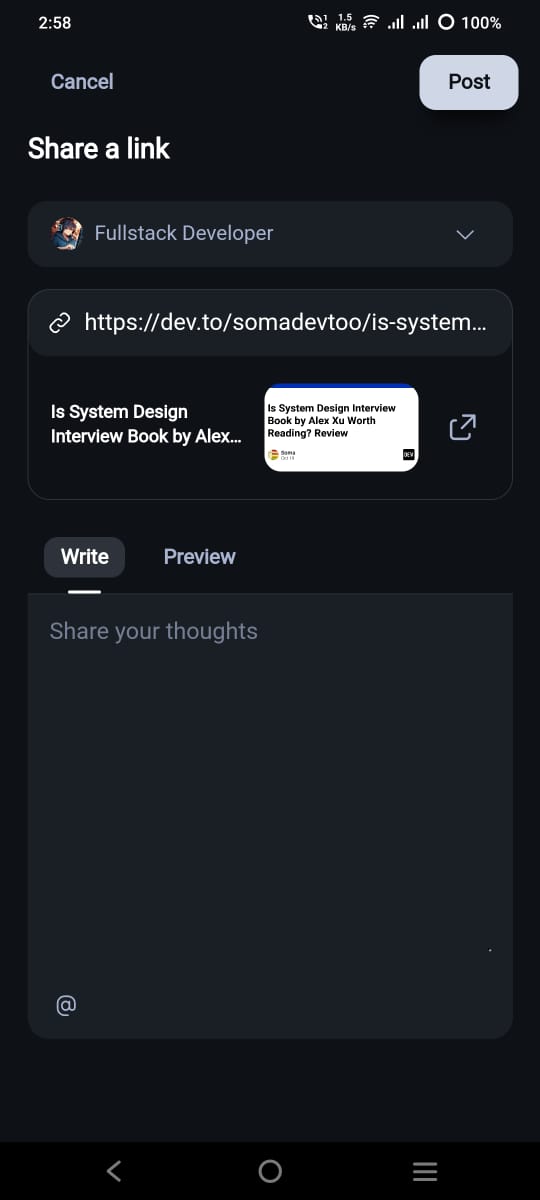 2:58
1.5
KB/s
100%
Cancel
Post
Share a link
Fullstack Developer
https://dev.to/somadevtoo/is-system...
Is System Design
Interview Book by Alex...
Is System Design Interview
Book by Alex Xu Worth
Reading? Review
Soma
DEV
Write
Preview
Share your thoughts
@